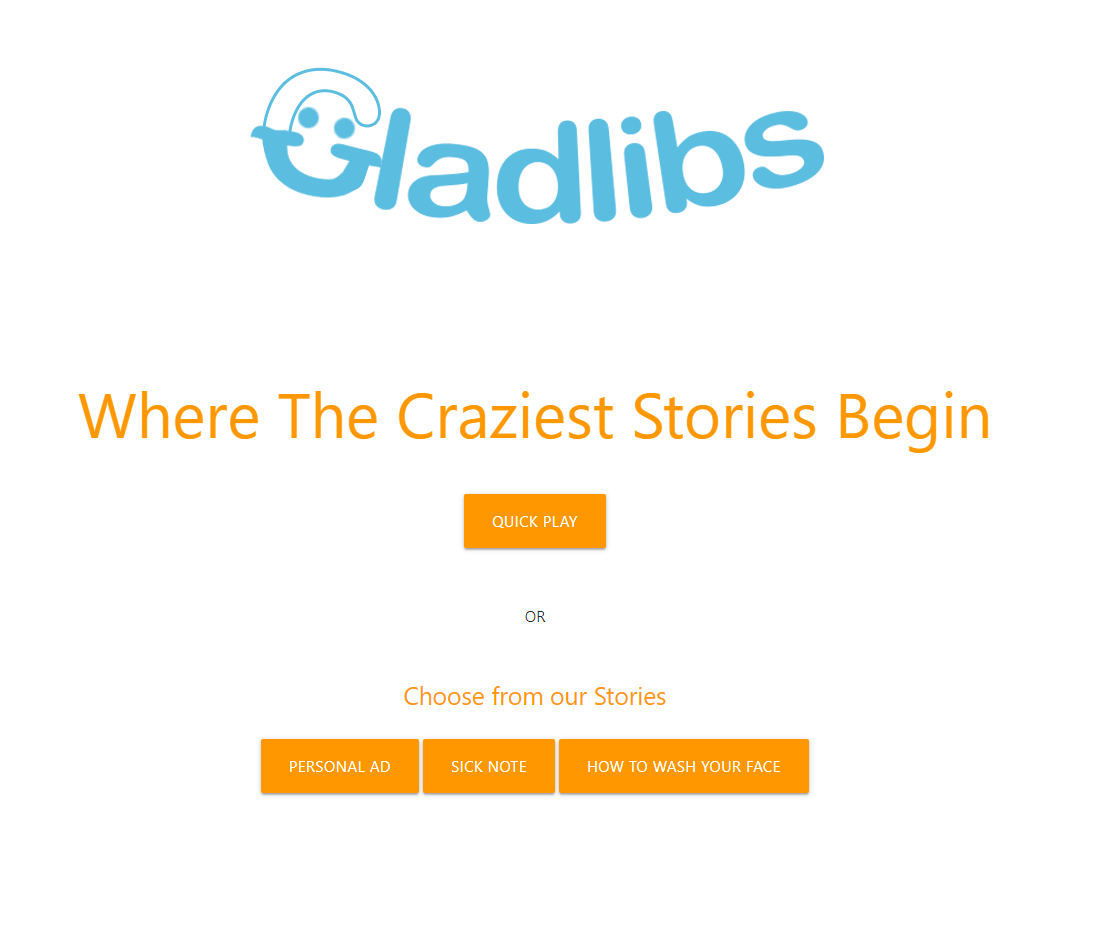 Gladlibs
Where The Craziest Stories Begin
QUICK PLAY
OR
Choose from our Stories
PERSONAL AD SICK NOTE HOW TO WASH YOUR FACE